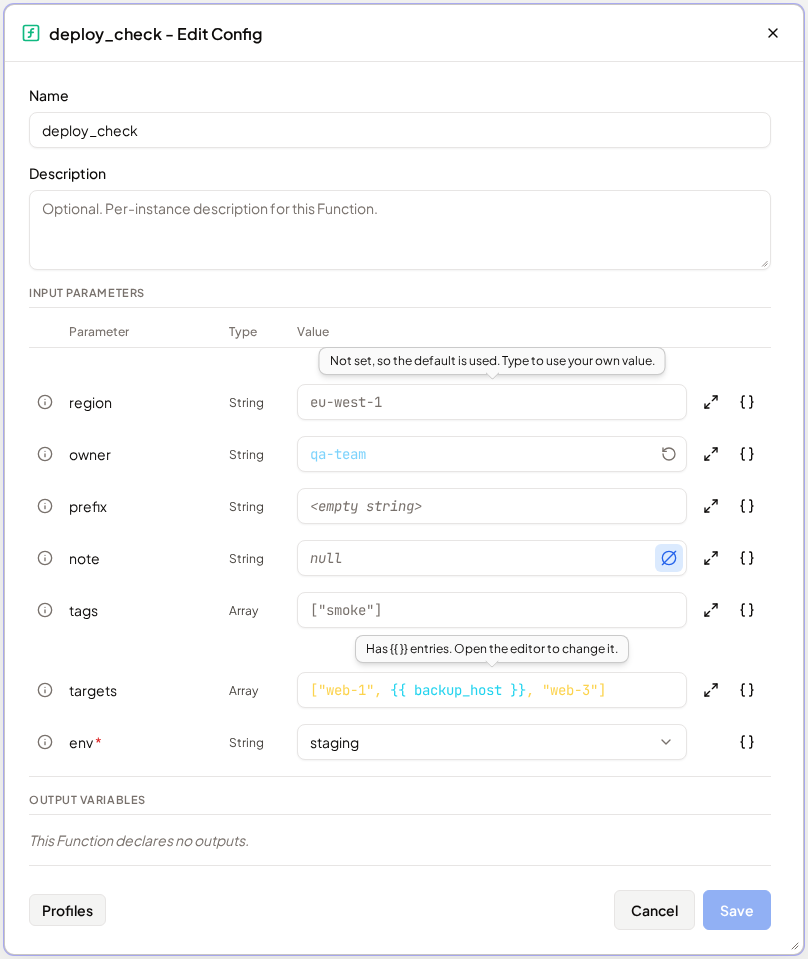 deploy_check - Edit Config
Name
deploy_check
Description
Optional. Per-instance description for this Function.
INPUT PARAMETERS
Parameter Type Value
Not set, so the default is used. Type to use your own value.
region String eu-west-1 { }
owner String qa-team { }
prefix String <empty string> { }
note String null { }
tags Array ["smoke"] { }
Has {{ }} entries. Open the editor to change it.
targets Array ["web-1", {{ backup_host }}, "web-3"] { }
env * String staging { }
OUTPUT VARIABLES
This Function declares no outputs.
Profiles Cancel Save